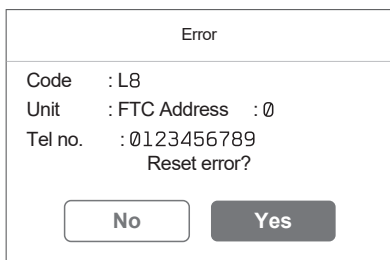 Error
Code : L8
Unit : FTC Address : 0
Tel no. : 0123456789
Reset error?
No Yes